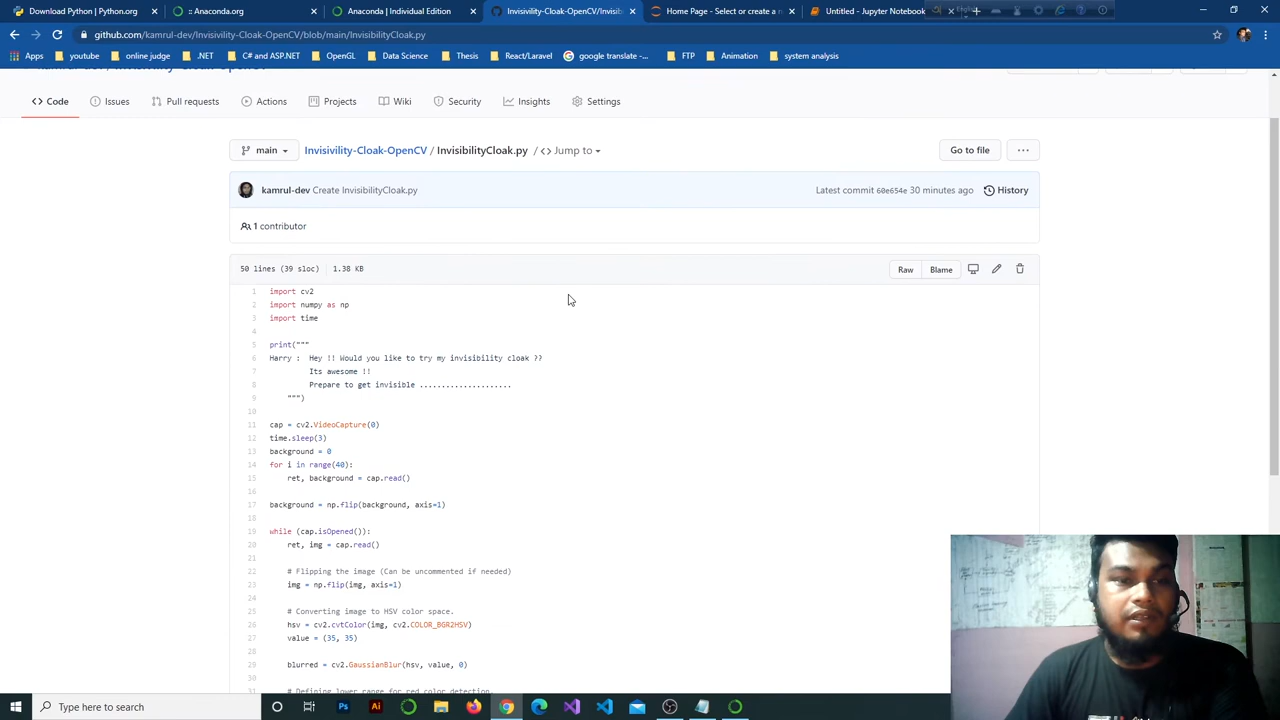 Download Python | Python.org
:: Anaconda.org
Anaconda | Individual Edition
Invisivility-Cloak-OpenCV/Invisib
Home Page - Select or create a n
Untitled - Jupyter Notebook
github.com/kamrul-dev/Invisivility-Cloak-OpenCV/blob/main/InvisibilityCloak.py
Apps
youtube
online judge
.NET
C# and ASP.NET
OpenGL
Data Science
Thesis
React/Laravel
google translate -...
FTP
Animation
system analysis
Code
Issues
Pull requests
Actions
Projects
Wiki
Security
Insights
Settings
main
Invisivility-Cloak-OpenCV / InvisibilityCloak.py / <> Jump to
Go to file
...
kamrul-dev Create InvisibilityCloak.py
Latest commit 60e654e 30 minutes ago
History
1 contributor
50 lines (39 sloc) | 1.38 KB
Raw
Blame
1 import cv2
2 import numpy as np
3 import time
4
5 print("""
6 Harry : Hey !! Would you like to try my invisibility cloak ??
7 Its awesome !!
8 Prepare to get invisible .....................
9 """)
10
11 cap = cv2.VideoCapture(0)
12 time.sleep(3)
13 background = 0
14 for i in range(40):
15 ret, background = cap.read()
16
17 background = np.flip(background, axis=1)
18
19 while (cap.isOpened()):
20 ret, img = cap.read()
21
22 # Flipping the image (Can be uncommented if needed)
23 img = np.flip(img, axis=1)
24
25 # Converting image to HSV color space.
26 hsv = cv2.cvtColor(img, cv2.COLOR_BGR2HSV)
27 value = (35, 35)
28
29 blurred = cv2.GaussianBlur(hsv, value, 0)
30
31 # Defining lower range for red color detection.
Type here to search